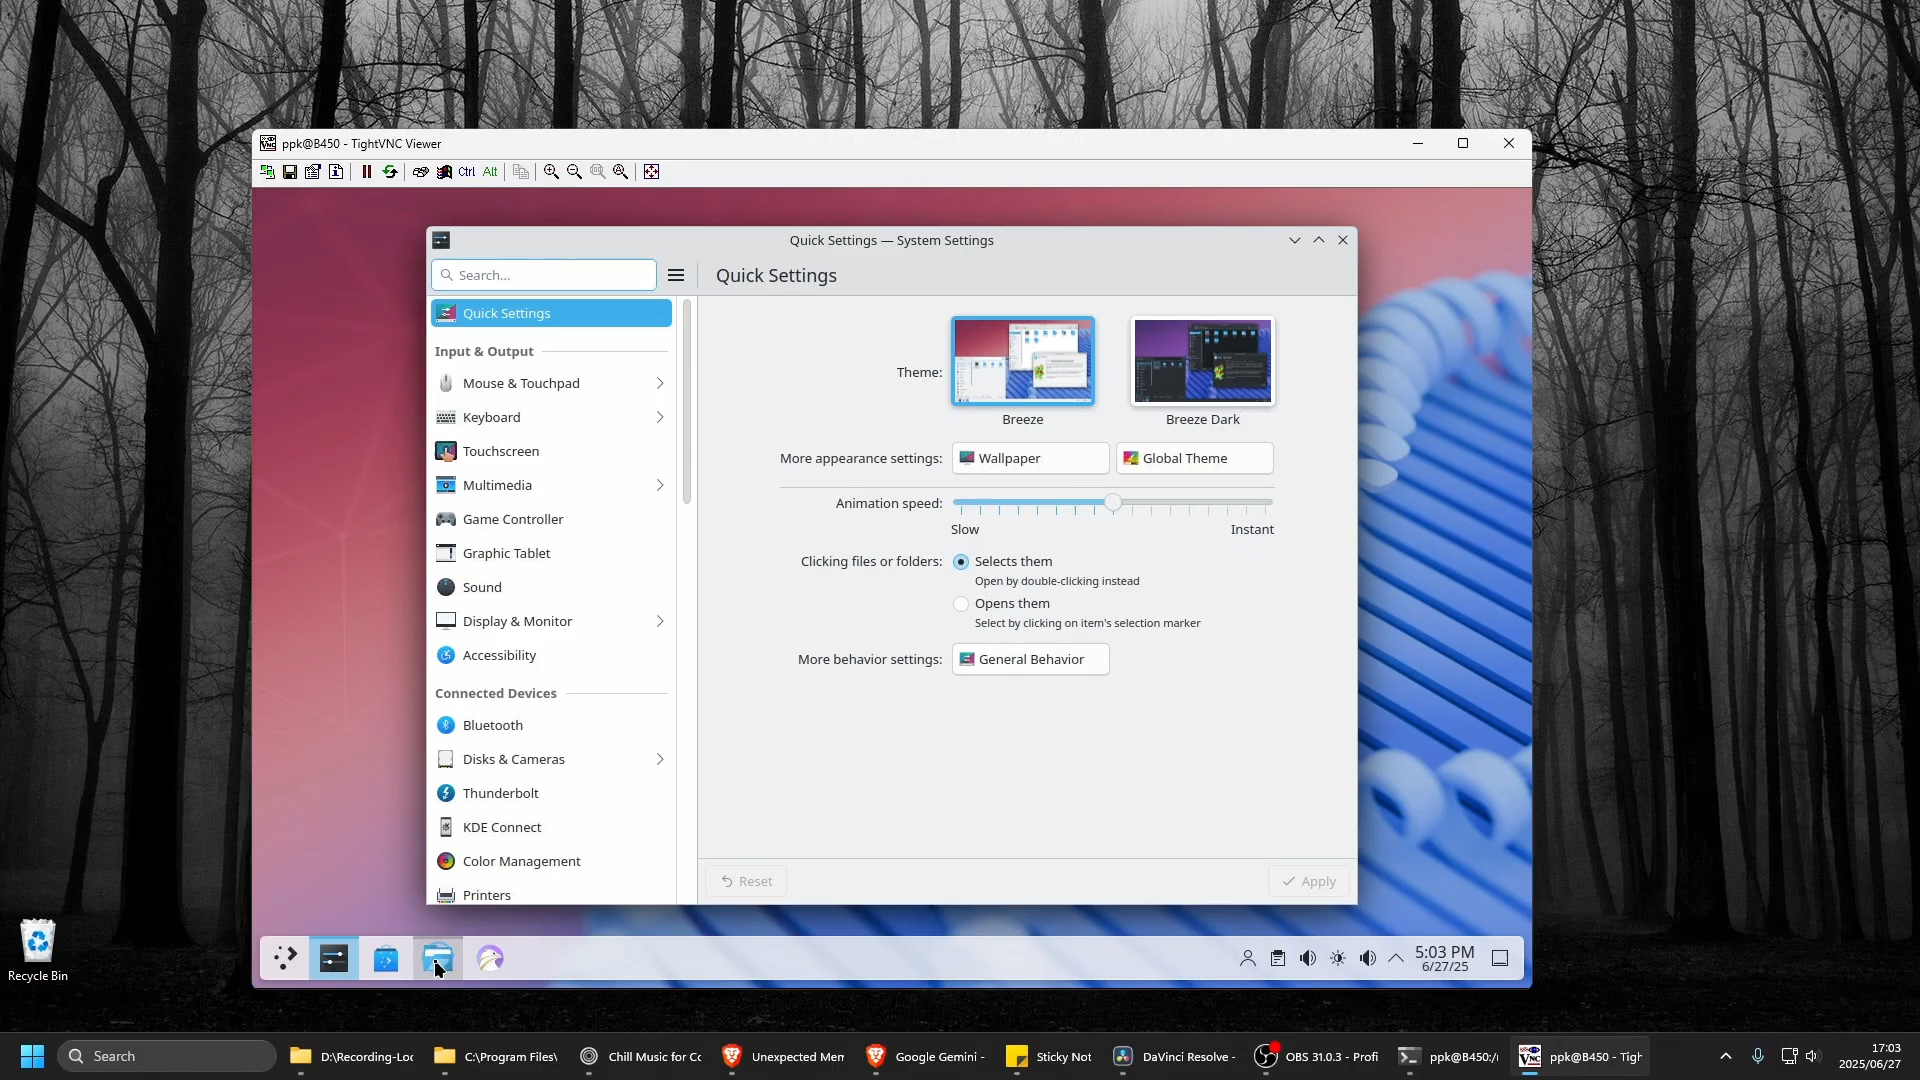 ppk@B450 - TightVNC Viewer
Ctrl Alt
Quick Settings — System Settings
Search...
Quick Settings
Quick Settings
Input & Output
Mouse & Touchpad
Keyboard
Touchscreen
Multimedia
Game Controller
Graphic Tablet
Sound
Display & Monitor
Accessibility
Connected Devices
Bluetooth
Disks & Cameras
Thunderbolt
KDE Connect
Color Management
Printers
Theme:
Breeze
Breeze Dark
More appearance settings:
Wallpaper
Global Theme
Animation speed:
Slow
Instant
Clicking files or folders:
Selects them
Open by double-clicking instead
Opens them
Select by clicking on item's selection marker
More behavior settings:
General Behavior
Reset
Apply
5:03 PM
6/27/25
Recycle Bin
Search
D:\Recording-Loc
C:\Program Files\
Chill Music for Co
Unexpected Mem
Google Gemini -
Sticky Not
DaVinci Resolve -
OBS 31.0.3 - Profi
ppk@B450:/
ppk@B450 - Tigh
17:03
2025/06/27